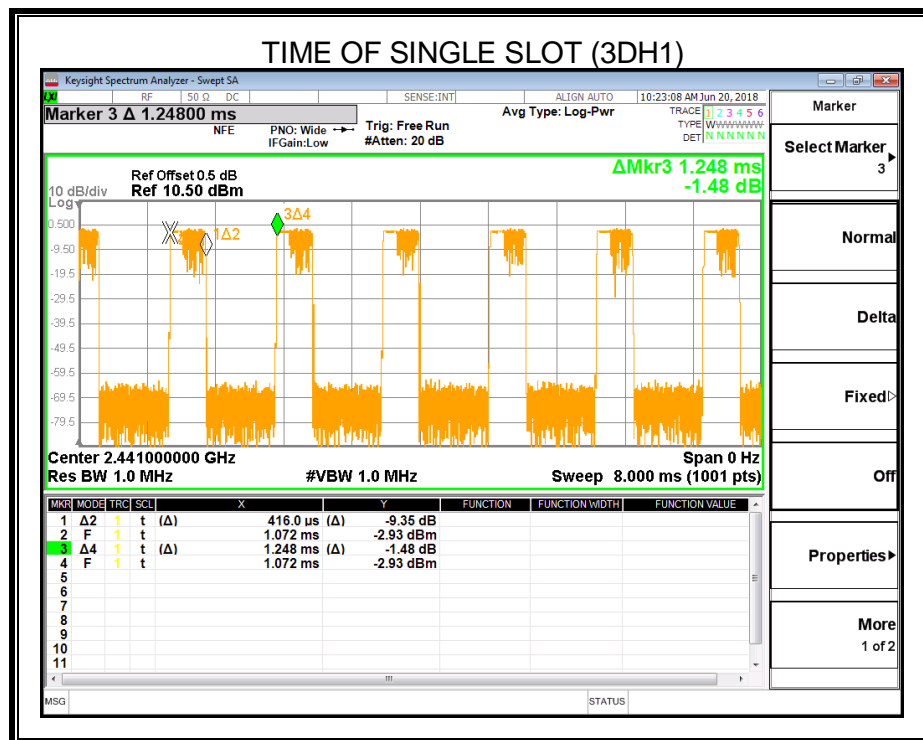 TIME OF SINGLE SLOT (3DH1)
Keysight Spectrum Analyzer - Swept SA
LXI RF 50 Ω DC SENSE:INT ALIGN AUTO 10:23:08 AM Jun 20, 2018
Marker 3 Δ 1.24800 ms
NFE
PNO: Wide
IFGain:Low
Trig: Free Run
#Atten: 20 dB
Avg Type: Log-Pwr
TRACE 1 2 3 4 5 6
TYPE WWWWWW
DET N N N N N N
ΔMkr3 1.248 ms
-1.48 dB
Ref Offset 0.5 dB
10 dB/div Ref 10.50 dBm
Log
0.500
-9.50
-19.5
-29.5
-39.5
-49.5
-59.5
-69.5
-79.5
1Δ2
3Δ4
Center 2.441000000 GHz Span 0 Hz
Res BW 1.0 MHz #VBW 1.0 MHz Sweep 8.000 ms (1001 pts)
MKR MODE TRC SCL X Y FUNCTION FUNCTION WIDTH FUNCTION VALUE
1 Δ2 1 t (Δ) 416.0 µs (Δ) -9.35 dB
2 F 1 t 1.072 ms -2.93 dBm
3 Δ4 1 t (Δ) 1.248 ms (Δ) -1.48 dB
4 F 1 t 1.072 ms -2.93 dBm
5
6
7
8
9
10
11
MSG STATUS
Marker
Select Marker
3
Normal
Delta
Fixed
Off
Properties
More
1 of 2